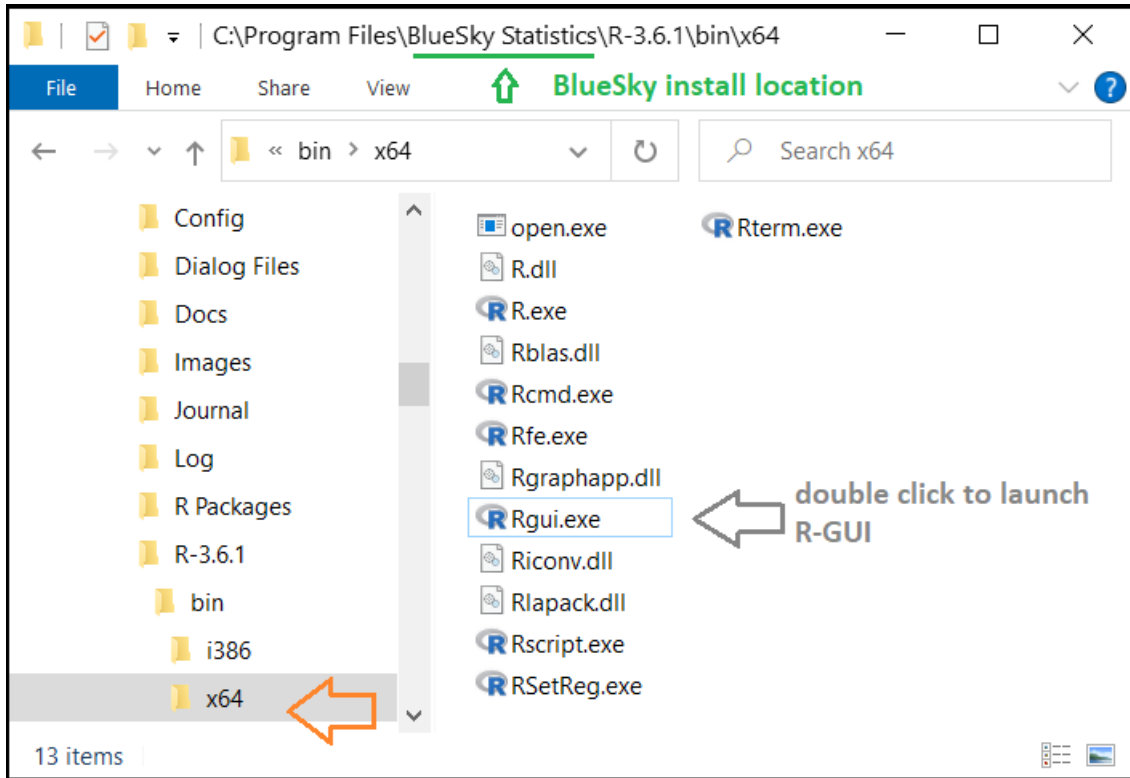 C:\Program Files\BlueSky Statistics\R-3.6.1\bin\x64
File Home Share View
BlueSky install location
?
« bin > x64
Search x64
Config
Dialog Files
Docs
Images
Journal
Log
R Packages
R-3.6.1
bin
i386
x64
open.exe
R.dll
R.exe
Rblas.dll
Rcmd.exe
Rfe.exe
Rgraphapp.dll
Rgui.exe
Riconv.dll
Rlapack.dll
Rscript.exe
RSetReg.exe
Rterm.exe
double click to launch
R-GUI
13 items